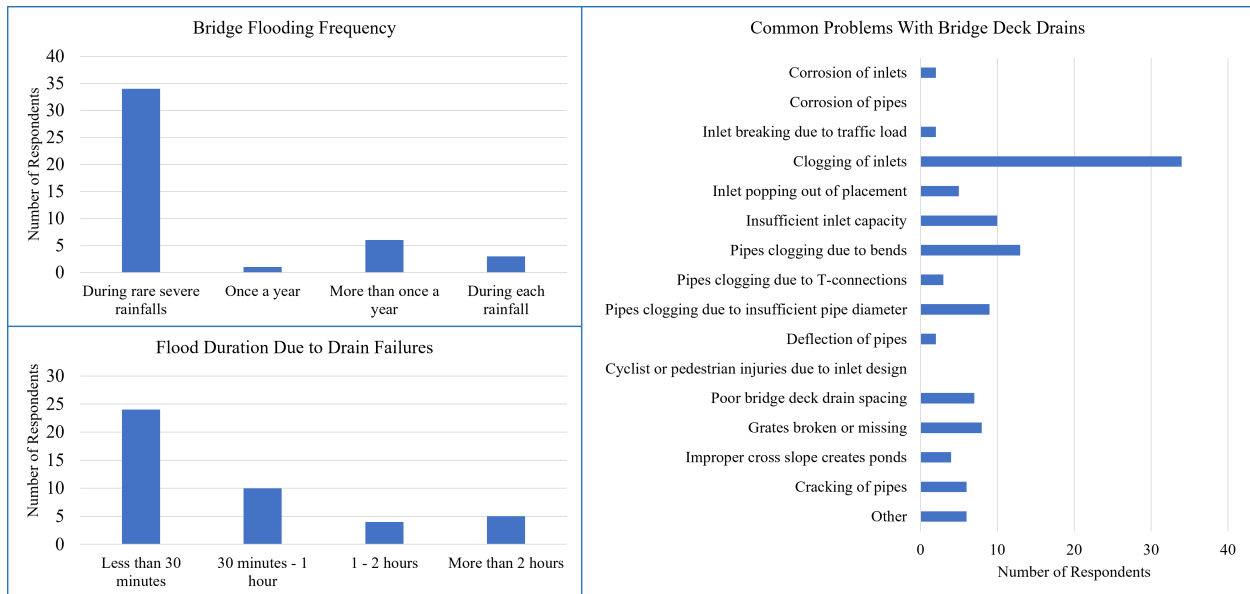 Bridge Flooding Frequency
Number of Respondents
40
35
30
25
20
15
10
5
0
During rare severe
rainfalls
Once a year
More than once a
year
During each
rainfall
Flood Duration Due to Drain Failures
Number of Respondents
30
25
20
15
10
5
0
Less than 30
minutes
30 minutes - 1
hour
1 - 2 hours
More than 2 hours
Common Problems With Bridge Deck Drains
Corrosion of inlets
Corrosion of pipes
Inlet breaking due to traffic load
Clogging of inlets
Inlet popping out of placement
Insufficient inlet capacity
Pipes clogging due to bends
Pipes clogging due to T-connections
Pipes clogging due to insufficient pipe diameter
Deflection of pipes
Cyclist or pedestrian injuries due to inlet design
Poor bridge deck drain spacing
Grates broken or missing
Improper cross slope creates ponds
Cracking of pipes
Other
0 10 20 30 40
Number of Respondents